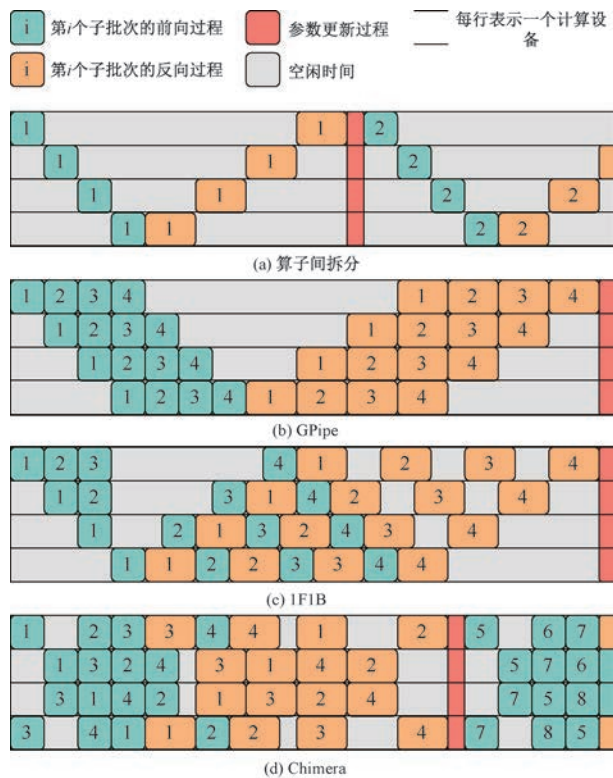 i 第i个子批次的前向过程 参数更新过程 每行表示一个计算设
备
i 第i个子批次的反向过程 空闲时间
1 1 2
1 1 2
1 1 2 2
1 1 2 2
(a) 算子间拆分
1 2 3 4 1 2 3 4
1 2 3 4 1 2 3 4
1 2 3 4 1 2 3 4
1 2 3 4 1 2 3 4
(b) GPipe
1 2 3 4 1 2 3 4
1 2 3 1 4 2 3 4
1 2 1 3 2 4 3 4
1 1 2 2 3 3 4 4
(c) 1F1B
1 2 3 3 4 4 1 2 5 6 7
1 3 2 4 3 1 4 2 5 7 6
3 1 4 2 1 3 2 4 7 5 8
3 4 1 1 2 2 3 4 7 8 5
(d) Chimera